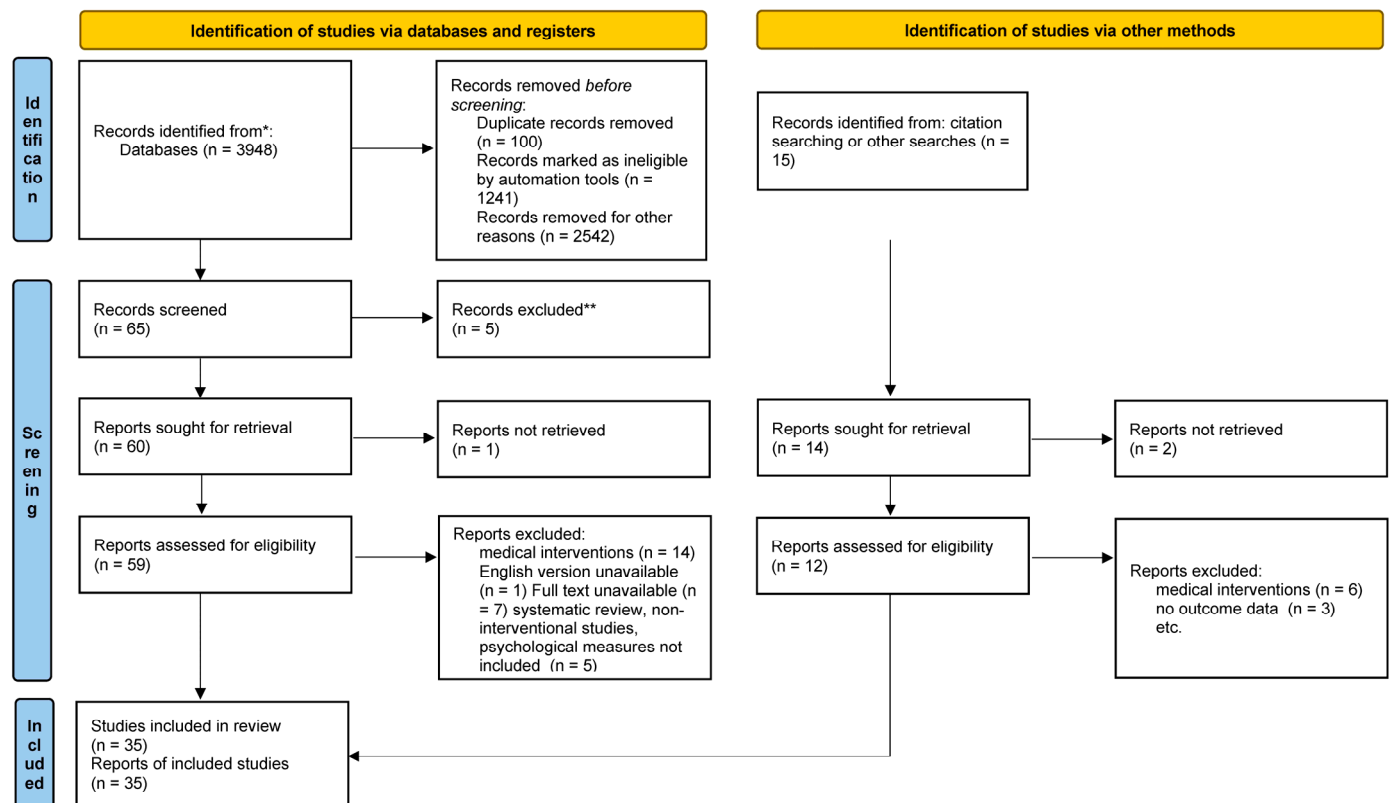 Identification of studies via databases and registers
Identification of studies via other methods
Id
en
tifi
ca
tio
n
Records identified from*:
Databases (n = 3948)
Records removed before
screening:
Duplicate records removed
(n = 100)
Records marked as ineligible
by automation tools (n =
1241)
Records removed for other
reasons (n = 2542)
Records identified from: citation
searching or other searches (n =
15)
Sc
re
en
in
g
Records screened
(n = 65)
Records excluded**
(n = 5)
Reports sought for retrieval
(n = 60)
Reports not retrieved
(n = 1)
Reports sought for retrieval
(n = 14)
Reports not retrieved
(n = 2)
Reports assessed for eligibility
(n = 59)
Reports excluded:
medical interventions (n = 14)
English version unavailable
(n = 1) Full text unavailable (n
= 7) systematic review, non-
interventional studies,
psychological measures not
included (n = 5)
Reports assessed for eligibility
(n = 12)
Reports excluded:
medical interventions (n = 6)
no outcome data (n = 3)
etc.
In
cl
ud
ed
Studies included in review
(n = 35)
Reports of included studies
(n = 35)